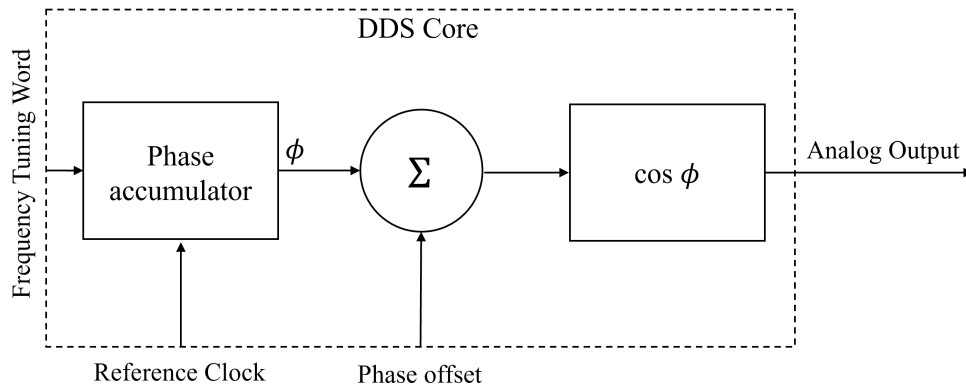 DDS Core
Frequency Tuning Word
Phase
accumulator
ϕ
Σ
cos ϕ
Analog Output
Reference Clock
Phase offset